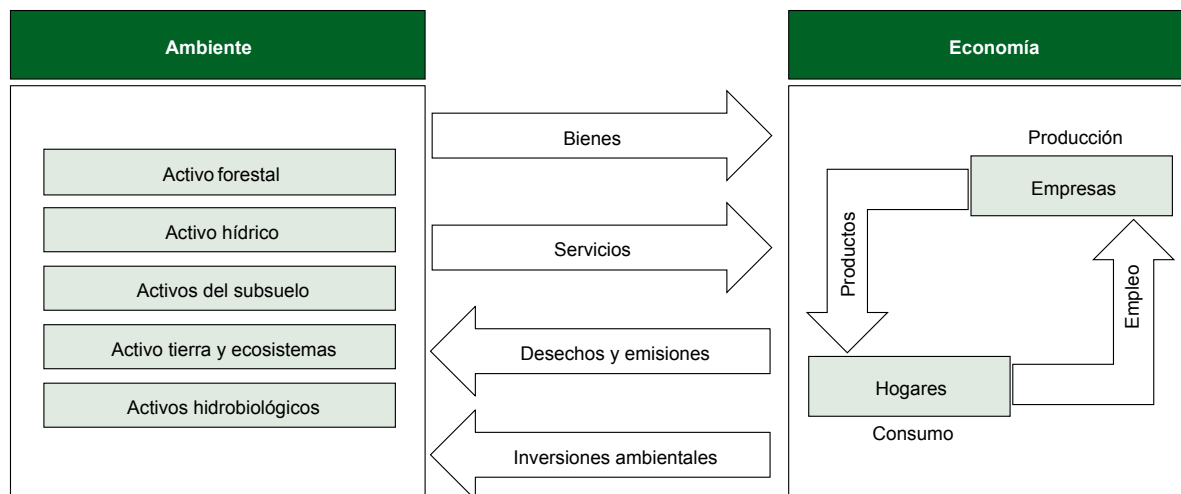 Ambiente
Activo forestal
Activo hídrico
Activos del subsuelo
Activo tierra y ecosistemas
Activos hidrobiológicos
Bienes
Servicios
Desechos y emisiones
Inversiones ambientales
Economía
Producción
Empresas
Productos
Empleo
Hogares
Consumo